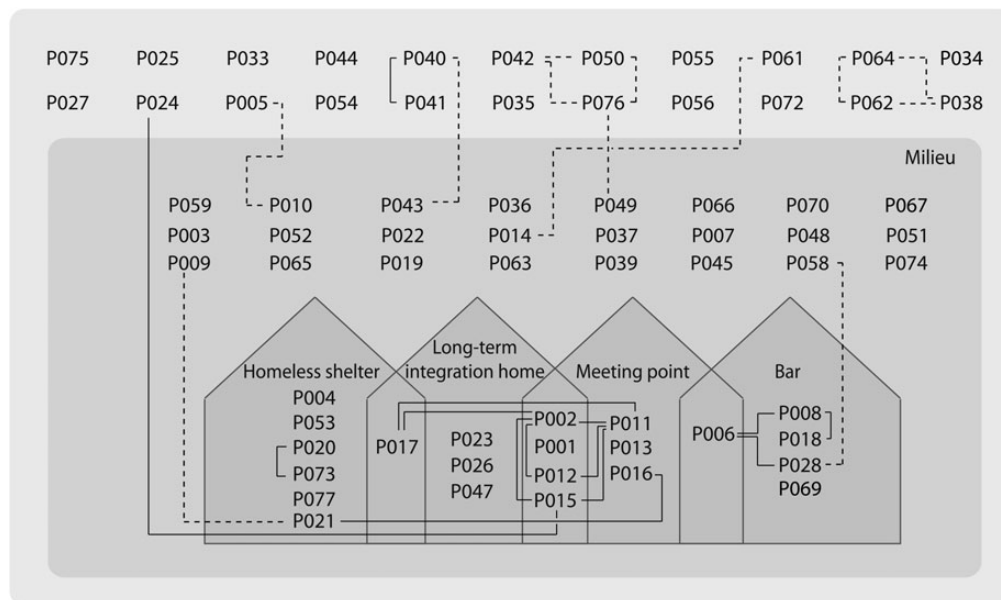 P075 P025 P033 P044 P040 P042 P050 P055 P061 P064 P034
P027 P024 P005 P054 P041 P035 P076 P056 P072 P062 P038
Milieu
P059 P010 P043 P036 P049 P066 P070 P067
P003 P052 P022 P014 P037 P007 P048 P051
P009 P065 P019 P063 P039 P045 P058 P074
Homeless shelter
P004
P053
P020
P073
P077
P021
P017
Long-term
integration home
P023
P026
P047
P002
P001
P012
P015
Meeting point
P011
P013
P016
P006
Bar
P008
P018
P028
P069